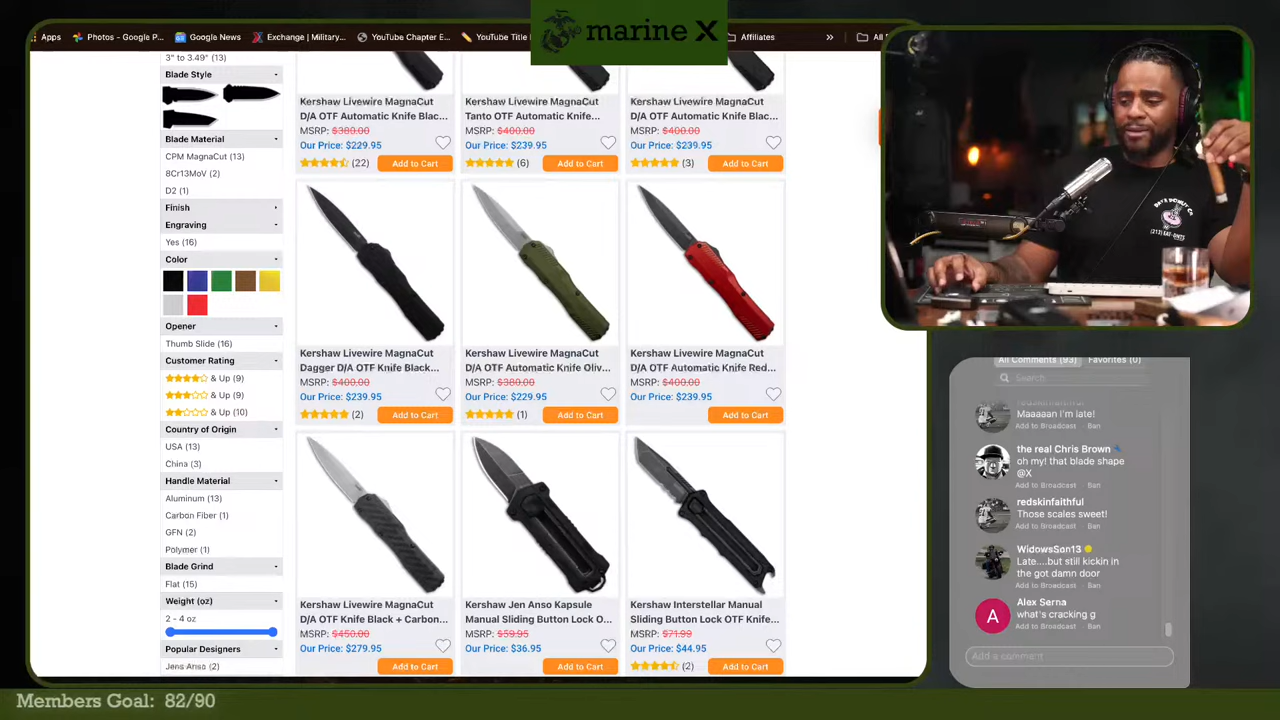 marine X
Apps
Photos - Google P...
Google News
Exchange | Military...
YouTube Chapter E...
YouTube Title
Affiliates
»
3" to 3.49" (13)
Blade Style
Blade Material
CPM MagnaCut (13)
8Cr13MoV (2)
D2 (1)
Finish
Engraving
Yes (16)
Color
Opener
Thumb Slide (16)
Customer Rating
& Up (9)
& Up (9)
& Up (10)
Country of Origin
USA (13)
China (3)
Handle Material
Aluminum (13)
Carbon Fiber (1)
GFN (2)
Polymer (1)
Blade Grind
Flat (15)
Weight (oz)
2 - 4 oz
Popular Designers
Jens Anso (2)
Kershaw Livewire MagnaCut
D/A OTF Automatic Knife Blac...
MSRP: $380.00
Our Price: $229.95
(22)
Add to Cart
Kershaw Livewire MagnaCut
Tanto OTF Automatic Knife...
MSRP: $400.00
Our Price: $239.95
(6)
Add to Cart
Kershaw Livewire MagnaCut
D/A OTF Automatic Knife Blac...
MSRP: $400.00
Our Price: $239.95
(3)
Add to Cart
Kershaw Livewire MagnaCut
Dagger D/A OTF Knife Black...
MSRP: $400.00
Our Price: $239.95
(2)
Add to Cart
Kershaw Livewire MagnaCut
D/A OTF Automatic Knife Oliv...
MSRP: $380.00
Our Price: $229.95
(1)
Add to Cart
Kershaw Livewire MagnaCut
D/A OTF Automatic Knife Red...
MSRP: $400.00
Our Price: $239.95
Add to Cart
Kershaw Livewire MagnaCut
D/A OTF Knife Black + Carbon...
MSRP: $450.00
Our Price: $279.95
Add to Cart
Kershaw Jen Anso Kapsule
Manual Sliding Button Lock O...
MSRP: $59.95
Our Price: $36.95
Add to Cart
Kershaw Interstellar Manual
Sliding Button Lock OTF Knife...
MSRP: $71.99
Our Price: $44.95
(2)
Add to Cart
All Comments (93)
Favorites (0)
Search
Maaaaan I'm late!
Add to Broadcast · Ban
the real Chris Brown
oh my! that blade shape
@X
Add to Broadcast · Ban
redskinfaithful
Those scales sweet!
Add to Broadcast · Ban
WidowsSon13
Late....but still kickin in
the got damn door
Add to Broadcast · Ban
A
Alex Serna
what's cracking g
Add to Broadcast · Ban
Add a comment
Members Goal: 82/90